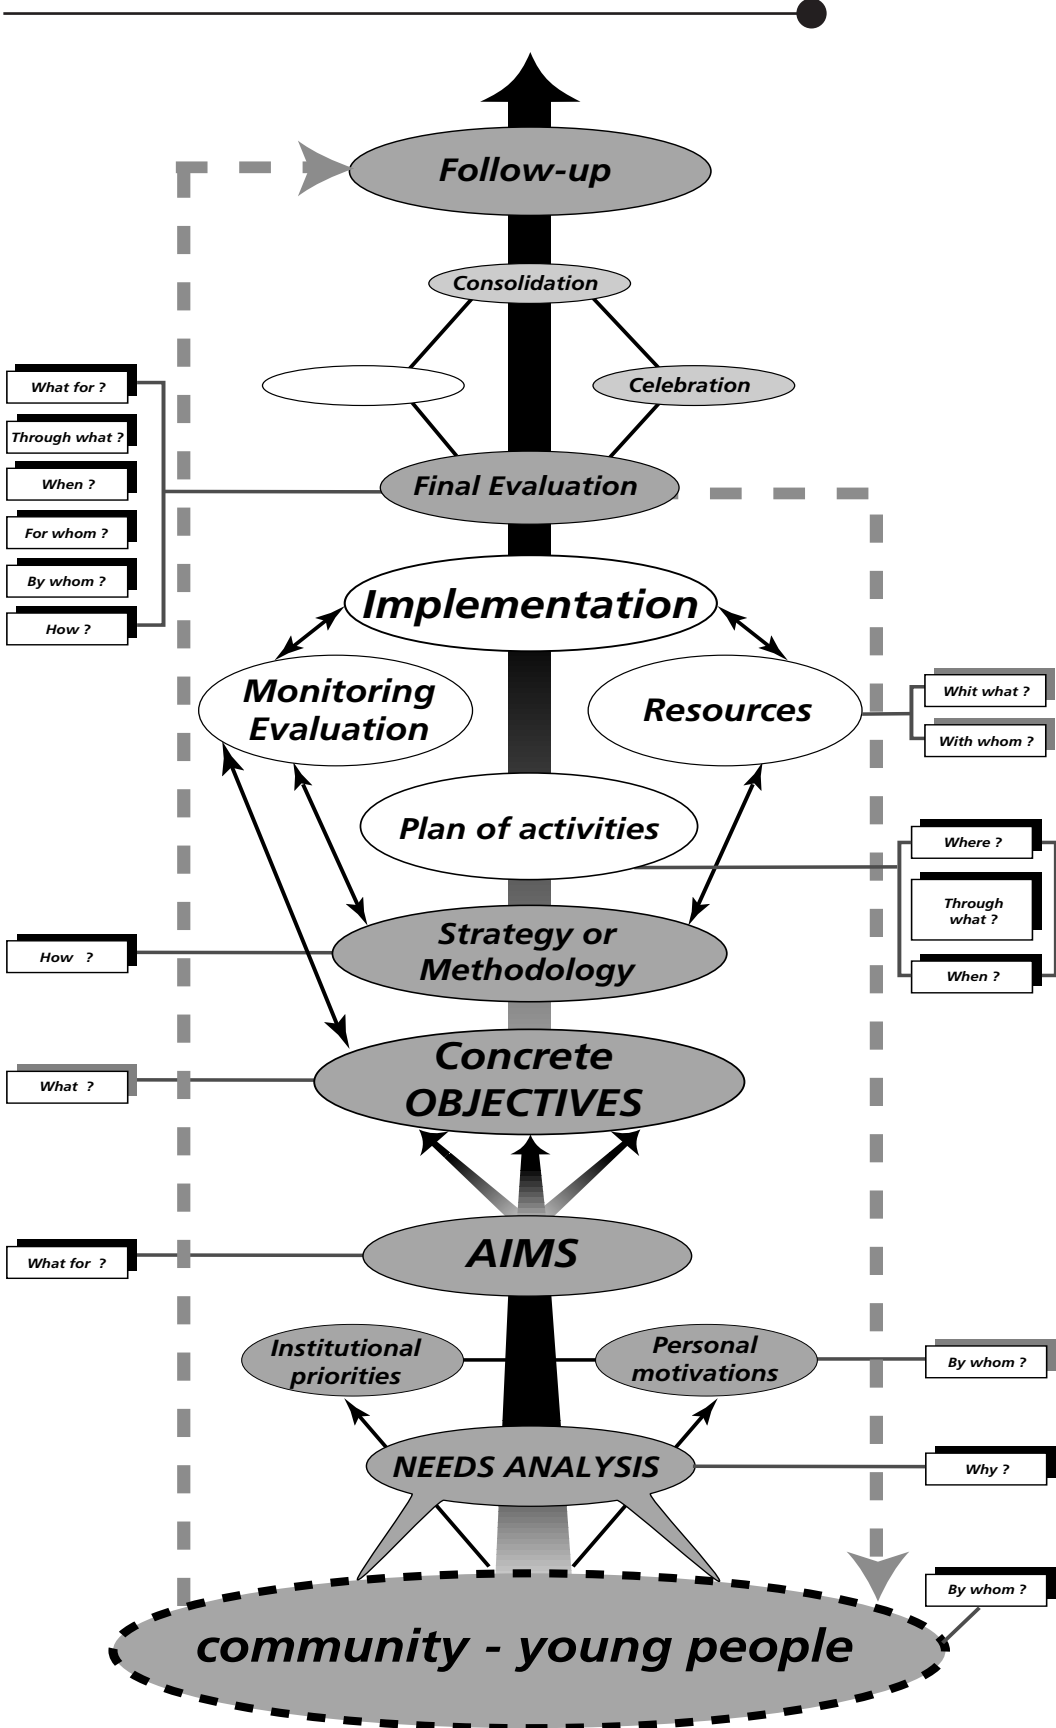 Follow-up
Consolidation
Celebration
What for ?
Through what ?
When ?
For whom ?
By whom ?
How ?
Final Evaluation
Implementation
Monitoring
Evaluation
Resources
Whit what ?
With whom ?
Plan of activities
Where ?
Through
what ?
When ?
Strategy or
Methodology
How ?
Concrete
OBJECTIVES
What ?
AIMS
What for ?
Institutional
priorities
Personal
motivations
By whom ?
NEEDS ANALYSIS
Why ?
By whom ?
community - young people